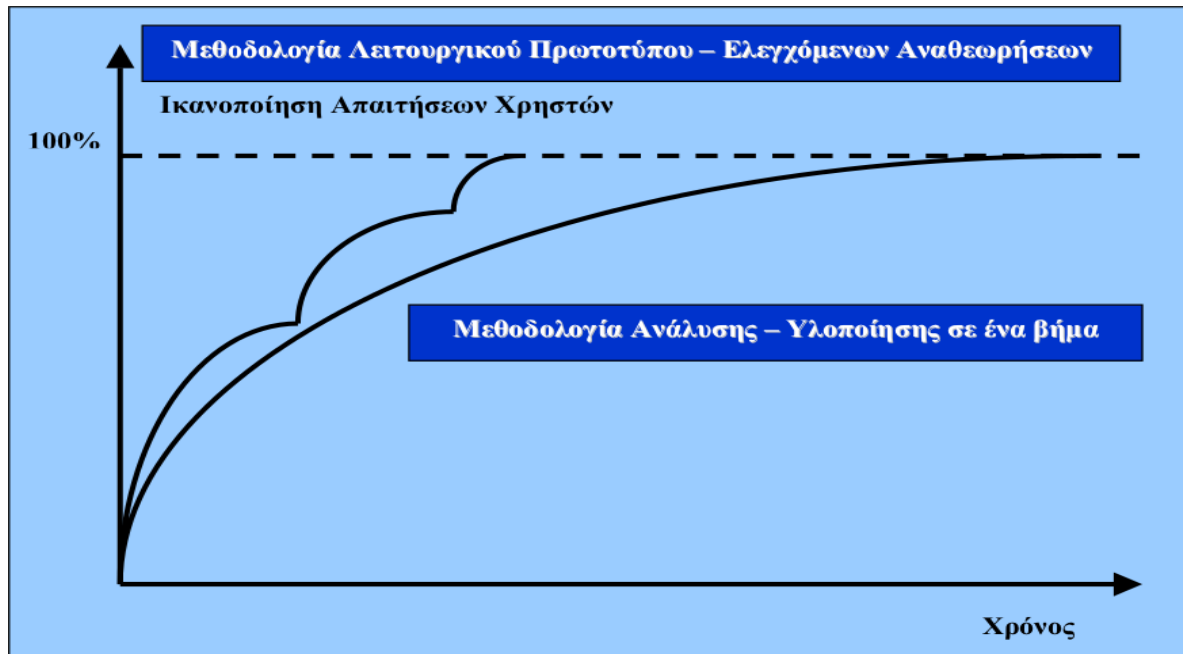 Μεθοδολογία Λειτουργικού Πρωτοτύπου – Ελεγχόμενων Αναθεωρήσεων
Ικανοποίηση Απαιτήσεων Χρηστών
100%
Μεθοδολογία Ανάλυσης – Υλοποίησης σε ένα βήμα
Χρόνος